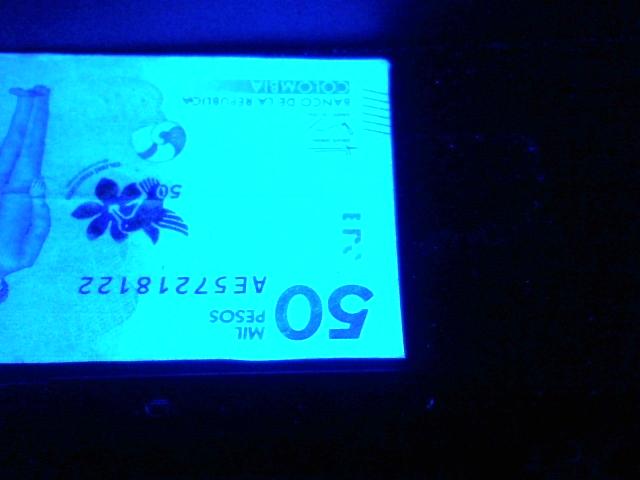 50 MIL
PESOS
AE57218122
50
BANCO DE LA REPUBLICA
COLOMBIA